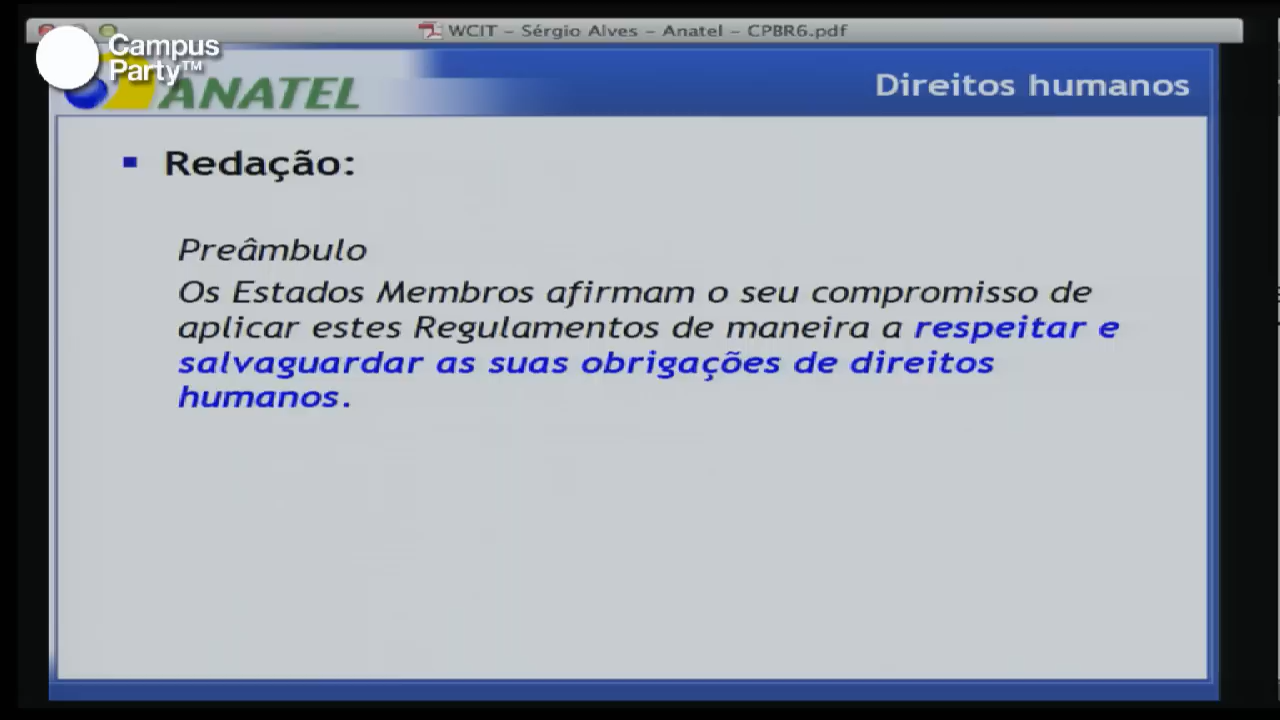 WCIT – Sérgio Alves – Anatel – CPBR6.pdf
Campus
Party™
ANATEL
Direitos humanos
Redação:
Preâmbulo
Os Estados Membros afirmam o seu compromisso de
aplicar estes Regulamentos de maneira a respeitar e
salvaguardar as suas obrigações de direitos
humanos.